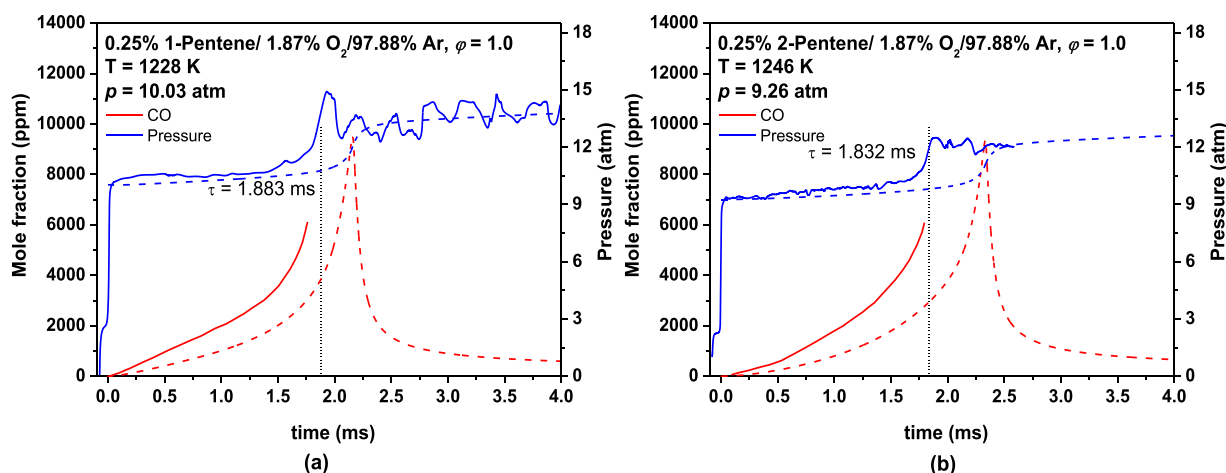 0.25% 1-Pentene/ 1.87% O2/97.88% Ar, φ = 1.0
T = 1228 K
p = 10.03 atm
CO
Pressure
τ = 1.883 ms
Mole fraction (ppm)
14000
12000
10000
8000
6000
4000
2000
0
Pressure (atm)
18
15
12
9
6
3
0
0.0 0.5 1.0 1.5 2.0 2.5 3.0 3.5 4.0
time (ms)
(a)
0.25% 2-Pentene/ 1.87% O2/97.88% Ar, φ = 1.0
T = 1246 K
p = 9.26 atm
CO
Pressure
τ = 1.832 ms
Mole fraction (ppm)
14000
12000
10000
8000
6000
4000
2000
0
Pressure (atm)
18
15
12
9
6
3
0
0.0 0.5 1.0 1.5 2.0 2.5 3.0 3.5 4.0
time (ms)
(b)